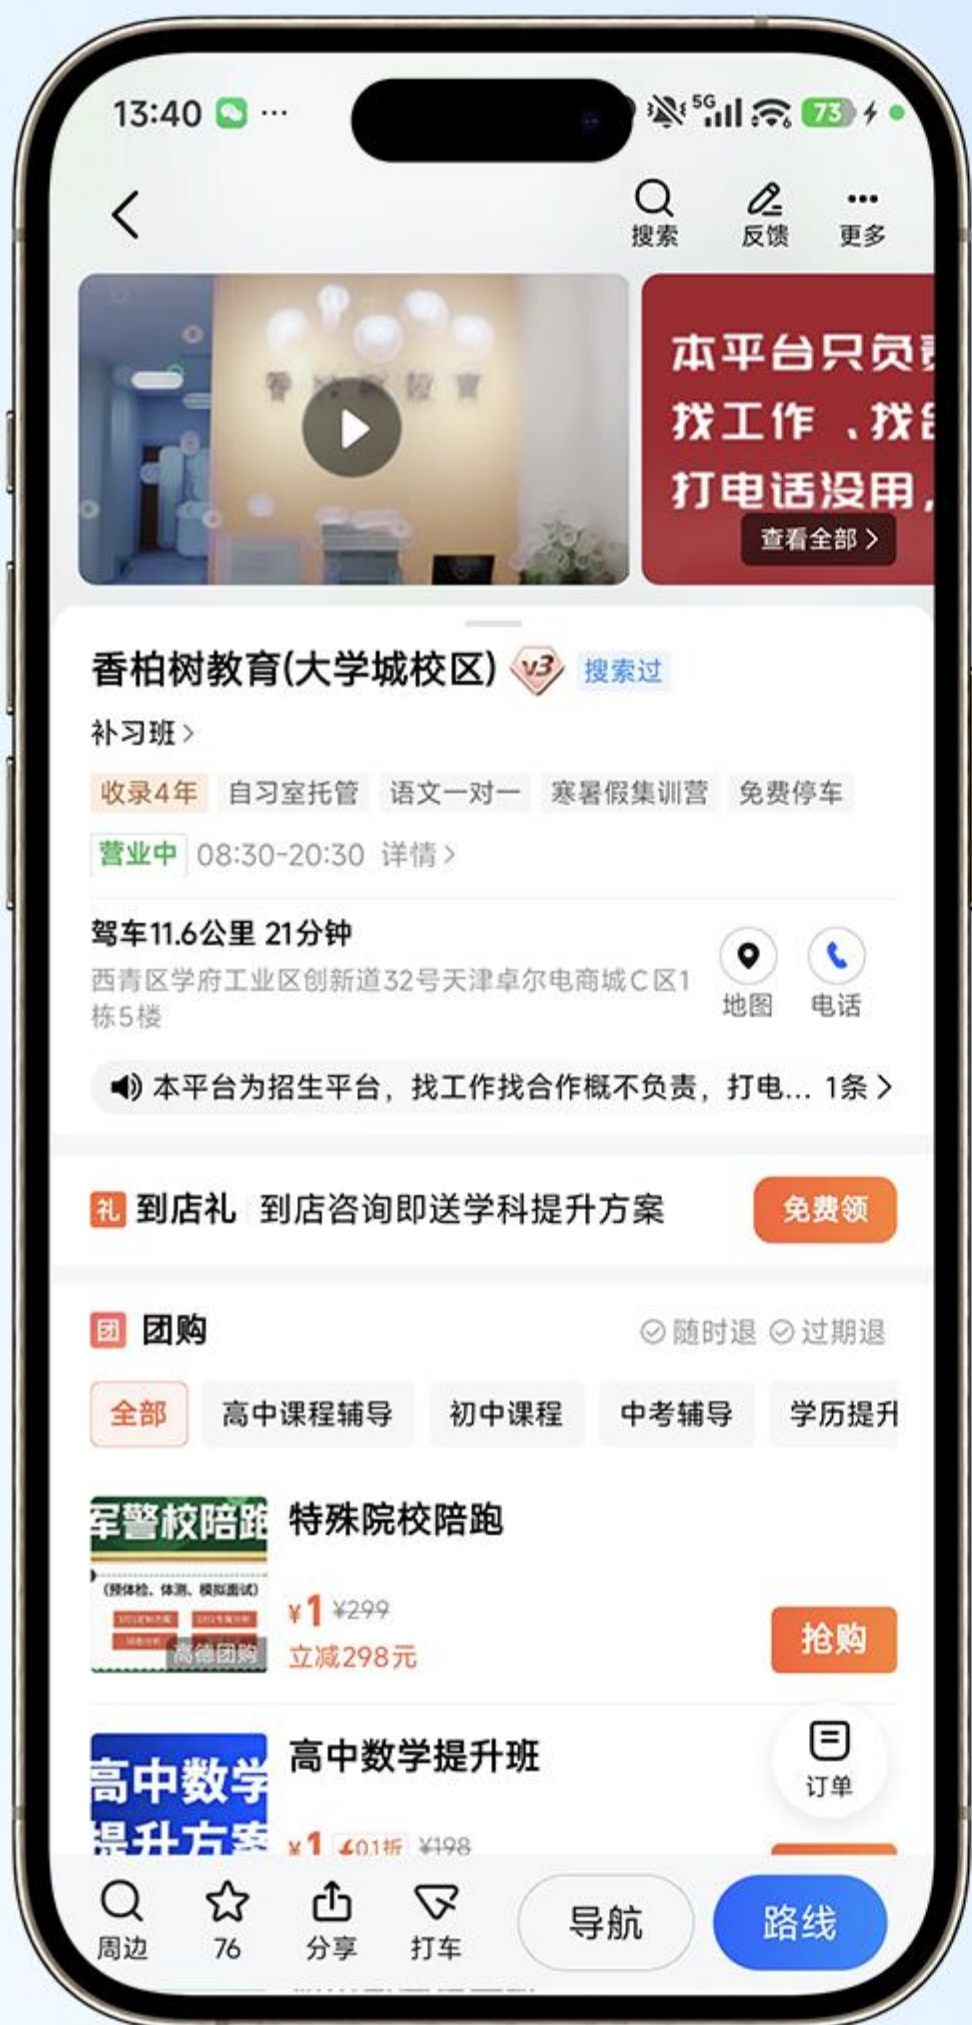 13:40 ... 5G 73
搜索 反馈 更多
本平台只负
找工作、找
打电话没用,
查看全部 >
香柏树教育(大学城校区) v3 搜索过
补习班 >
收录4年 自习室托管 语文一对一 寒暑假集训营 免费停车
营业中 08:30-20:30 详情 >
驾车11.6公里 21分钟
西青区学府工业区创新道32号天津卓尔电商城C区1
栋5楼
地图 电话
本平台为招生平台，找工作找合作概不负责，打电... 1条 >
礼 到店礼 到店咨询即送学科提升方案 免费领
团 团购 随时退 过期退
全部 高中课程辅导 初中课程 中考辅导 学历提升
军警校陪跑
(预体检、体测、模拟面试)
高德团购
特殊院校陪跑
¥1 ¥299
立减298元
抢购
高中数学
提升方案
高中数学提升班
¥1 0.1折 ¥198
订单
周边 76 分享 打车 导航 路线